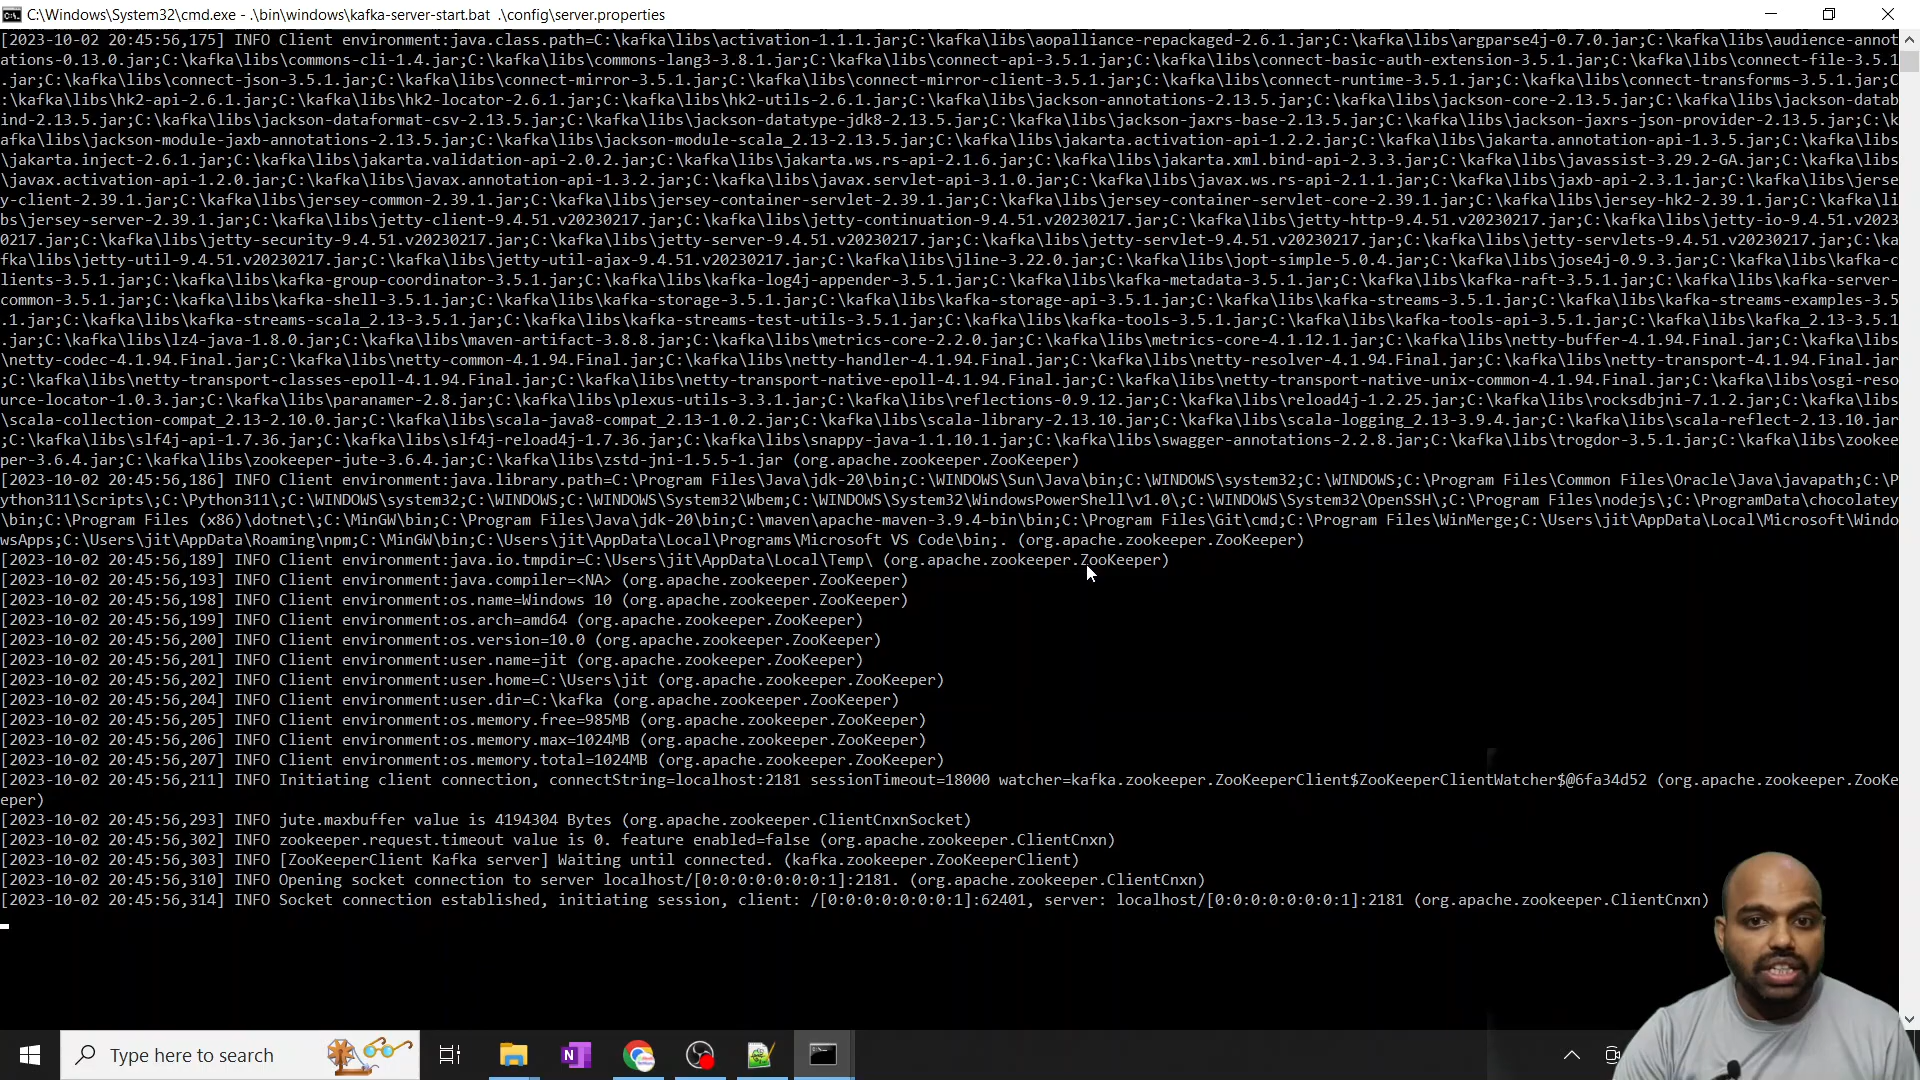 C:\Windows\System32\cmd.exe - .\bin\windows\kafka-server-start.bat .\config\server.properties
[2023-10-02 20:45:56,175] INFO Client environment:java.class.path=C:\kafka\libs\activation-1.1.1.jar;C:\kafka\libs\aopalliance-repackaged-2.6.1.jar;C:\kafka\libs\argparse4j-0.7.0.jar;C:\kafka\libs\audience-annot
ations-0.13.0.jar;C:\kafka\libs\commons-cli-1.4.jar;C:\kafka\libs\commons-lang3-3.8.1.jar;C:\kafka\libs\connect-api-3.5.1.jar;C:\kafka\libs\connect-basic-auth-extension-3.5.1.jar;C:\kafka\libs\connect-file-3.5.1
.jar;C:\kafka\libs\connect-json-3.5.1.jar;C:\kafka\libs\connect-mirror-3.5.1.jar;C:\kafka\libs\connect-mirror-client-3.5.1.jar;C:\kafka\libs\connect-runtime-3.5.1.jar;C:\kafka\libs\connect-transforms-3.5.1.jar;C
:\kafka\libs\hk2-api-2.6.1.jar;C:\kafka\libs\hk2-locator-2.6.1.jar;C:\kafka\libs\hk2-utils-2.6.1.jar;C:\kafka\libs\jackson-annotations-2.13.5.jar;C:\kafka\libs\jackson-core-2.13.5.jar;C:\kafka\libs\jackson-datab
ind-2.13.5.jar;C:\kafka\libs\jackson-dataformat-csv-2.13.5.jar;C:\kafka\libs\jackson-datatype-jdk8-2.13.5.jar;C:\kafka\libs\jackson-jaxrs-base-2.13.5.jar;C:\kafka\libs\jackson-jaxrs-json-provider-2.13.5.jar;C:\k
afka\libs\jackson-module-jaxb-annotations-2.13.5.jar;C:\kafka\libs\jackson-module-scala_2.13-2.13.5.jar;C:\kafka\libs\jakarta.activation-api-1.2.2.jar;C:\kafka\libs\jakarta.annotation-api-1.3.5.jar;C:\kafka\libs
\jakarta.inject-2.6.1.jar;C:\kafka\libs\jakarta.validation-api-2.0.2.jar;C:\kafka\libs\jakarta.ws.rs-api-2.1.6.jar;C:\kafka\libs\jakarta.xml.bind-api-2.3.3.jar;C:\kafka\libs\javassist-3.29.2-GA.jar;C:\kafka\libs
\javax.activation-api-1.2.0.jar;C:\kafka\libs\javax.annotation-api-1.3.2.jar;C:\kafka\libs\javax.servlet-api-3.1.0.jar;C:\kafka\libs\javax.ws.rs-api-2.1.1.jar;C:\kafka\libs\jaxb-api-2.3.1.jar;C:\kafka\libs\jerse
y-client-2.39.1.jar;C:\kafka\libs\jersey-common-2.39.1.jar;C:\kafka\libs\jersey-container-servlet-2.39.1.jar;C:\kafka\libs\jersey-container-servlet-core-2.39.1.jar;C:\kafka\libs\jersey-hk2-2.39.1.jar;C:\kafka\li
bs\jersey-server-2.39.1.jar;C:\kafka\libs\jetty-client-9.4.51.v20230217.jar;C:\kafka\libs\jetty-continuation-9.4.51.v20230217.jar;C:\kafka\libs\jetty-http-9.4.51.v20230217.jar;C:\kafka\libs\jetty-io-9.4.51.v2023
0217.jar;C:\kafka\libs\jetty-security-9.4.51.v20230217.jar;C:\kafka\libs\jetty-server-9.4.51.v20230217.jar;C:\kafka\libs\jetty-servlet-9.4.51.v20230217.jar;C:\kafka\libs\jetty-servlets-9.4.51.v20230217.jar;C:\ka
fka\libs\jetty-util-9.4.51.v20230217.jar;C:\kafka\libs\jetty-util-ajax-9.4.51.v20230217.jar;C:\kafka\libs\jline-3.22.0.jar;C:\kafka\libs\jopt-simple-5.0.4.jar;C:\kafka\libs\jose4j-0.9.3.jar;C:\kafka\libs\kafka-c
lients-3.5.1.jar;C:\kafka\libs\kafka-group-coordinator-3.5.1.jar;C:\kafka\libs\kafka-log4j-appender-3.5.1.jar;C:\kafka\libs\kafka-metadata-3.5.1.jar;C:\kafka\libs\kafka-raft-3.5.1.jar;C:\kafka\libs\kafka-server-
common-3.5.1.jar;C:\kafka\libs\kafka-shell-3.5.1.jar;C:\kafka\libs\kafka-storage-3.5.1.jar;C:\kafka\libs\kafka-storage-api-3.5.1.jar;C:\kafka\libs\kafka-streams-3.5.1.jar;C:\kafka\libs\kafka-streams-examples-3.5
.1.jar;C:\kafka\libs\kafka-streams-scala_2.13-3.5.1.jar;C:\kafka\libs\kafka-streams-test-utils-3.5.1.jar;C:\kafka\libs\kafka-tools-3.5.1.jar;C:\kafka\libs\kafka-tools-api-3.5.1.jar;C:\kafka\libs\kafka_2.13-3.5.1
.jar;C:\kafka\libs\lz4-java-1.8.0.jar;C:\kafka\libs\maven-artifact-3.8.8.jar;C:\kafka\libs\metrics-core-2.2.0.jar;C:\kafka\libs\metrics-core-4.1.12.1.jar;C:\kafka\libs\netty-buffer-4.1.94.Final.jar;C:\kafka\libs
\netty-codec-4.1.94.Final.jar;C:\kafka\libs\netty-common-4.1.94.Final.jar;C:\kafka\libs\netty-handler-4.1.94.Final.jar;C:\kafka\libs\netty-resolver-4.1.94.Final.jar;C:\kafka\libs\netty-transport-4.1.94.Final.jar
;C:\kafka\libs\netty-transport-classes-epoll-4.1.94.Final.jar;C:\kafka\libs\netty-transport-native-epoll-4.1.94.Final.jar;C:\kafka\libs\netty-transport-native-unix-common-4.1.94.Final.jar;C:\kafka\libs\osgi-reso
urce-locator-1.0.3.jar;C:\kafka\libs\paranamer-2.8.jar;C:\kafka\libs\plexus-utils-3.3.1.jar;C:\kafka\libs\reflections-0.9.12.jar;C:\kafka\libs\reload4j-1.2.25.jar;C:\kafka\libs\rocksdbjni-7.1.2.jar;C:\kafka\libs
\scala-collection-compat_2.13-2.10.0.jar;C:\kafka\libs\scala-java8-compat_2.13-1.0.2.jar;C:\kafka\libs\scala-library-2.13.10.jar;C:\kafka\libs\scala-logging_2.13-3.9.4.jar;C:\kafka\libs\scala-reflect-2.13.10.jar
;C:\kafka\libs\slf4j-api-1.7.36.jar;C:\kafka\libs\slf4j-reload4j-1.7.36.jar;C:\kafka\libs\snappy-java-1.1.10.1.jar;C:\kafka\libs\swagger-annotations-2.2.8.jar;C:\kafka\libs\trogdor-3.5.1.jar;C:\kafka\libs\zookee
per-3.6.4.jar;C:\kafka\libs\zookeeper-jute-3.6.4.jar;C:\kafka\libs\zstd-jni-1.5.5-1.jar (org.apache.zookeeper.ZooKeeper)
[2023-10-02 20:45:56,186] INFO Client environment:java.library.path=C:\Program Files\Java\jdk-20\bin;C:\WINDOWS\Sun\Java\bin;C:\WINDOWS\system32;C:\WINDOWS;C:\Program Files\Common Files\Oracle\Java\javapath;C:\P
ython311\Scripts\;C:\Python311\;C:\WINDOWS\system32;C:\WINDOWS;C:\WINDOWS\System32\Wbem;C:\WINDOWS\System32\WindowsPowerShell\v1.0\;C:\WINDOWS\System32\OpenSSH\;C:\Program Files\nodejs\;C:\ProgramData\chocolatey
\bin;C:\Program Files (x86)\dotnet\;C:\MinGW\bin;C:\Program Files\Java\jdk-20\bin;C:\maven\apache-maven-3.9.4-bin\bin;C:\Program Files\Git\cmd;C:\Program Files\WinMerge;C:\Users\jit\AppData\Local\Microsoft\Windo
wsApps;C:\Users\jit\AppData\Roaming\npm;C:\MinGW\bin;C:\Users\jit\AppData\Local\Programs\Microsoft VS Code\bin;. (org.apache.zookeeper.ZooKeeper)
[2023-10-02 20:45:56,189] INFO Client environment:java.io.tmpdir=C:\Users\jit\AppData\Local\Temp\ (org.apache.zookeeper.ZooKeeper)
[2023-10-02 20:45:56,193] INFO Client environment:java.compiler=<NA> (org.apache.zookeeper.ZooKeeper)
[2023-10-02 20:45:56,198] INFO Client environment:os.name=Windows 10 (org.apache.zookeeper.ZooKeeper)
[2023-10-02 20:45:56,199] INFO Client environment:os.arch=amd64 (org.apache.zookeeper.ZooKeeper)
[2023-10-02 20:45:56,200] INFO Client environment:os.version=10.0 (org.apache.zookeeper.ZooKeeper)
[2023-10-02 20:45:56,201] INFO Client environment:user.name=jit (org.apache.zookeeper.ZooKeeper)
[2023-10-02 20:45:56,202] INFO Client environment:user.home=C:\Users\jit (org.apache.zookeeper.ZooKeeper)
[2023-10-02 20:45:56,204] INFO Client environment:user.dir=C:\kafka (org.apache.zookeeper.ZooKeeper)
[2023-10-02 20:45:56,205] INFO Client environment:os.memory.free=985MB (org.apache.zookeeper.ZooKeeper)
[2023-10-02 20:45:56,206] INFO Client environment:os.memory.max=1024MB (org.apache.zookeeper.ZooKeeper)
[2023-10-02 20:45:56,207] INFO Client environment:os.memory.total=1024MB (org.apache.zookeeper.ZooKeeper)
[2023-10-02 20:45:56,211] INFO Initiating client connection, connectString=localhost:2181 sessionTimeout=18000 watcher=kafka.zookeeper.ZooKeeperClient$ZooKeeperClientWatcher$@6fa34d52 (org.apache.zookeeper.ZooKe
eper)
[2023-10-02 20:45:56,293] INFO jute.maxbuffer value is 4194304 Bytes (org.apache.zookeeper.ClientCnxnSocket)
[2023-10-02 20:45:56,302] INFO zookeeper.request.timeout value is 0. feature enabled=false (org.apache.zookeeper.ClientCnxn)
[2023-10-02 20:45:56,303] INFO [ZooKeeperClient Kafka server] Waiting until connected. (kafka.zookeeper.ZooKeeperClient)
[2023-10-02 20:45:56,310] INFO Opening socket connection to server localhost/[0:0:0:0:0:0:0:1]:2181. (org.apache.zookeeper.ClientCnxn)
[2023-10-02 20:45:56,314] INFO Socket connection established, initiating session, client: /[0:0:0:0:0:0:0:1]:62401, server: localhost/[0:0:0:0:0:0:0:1]:2181 (org.apache.zookeeper.ClientCnxn)
Type here to search